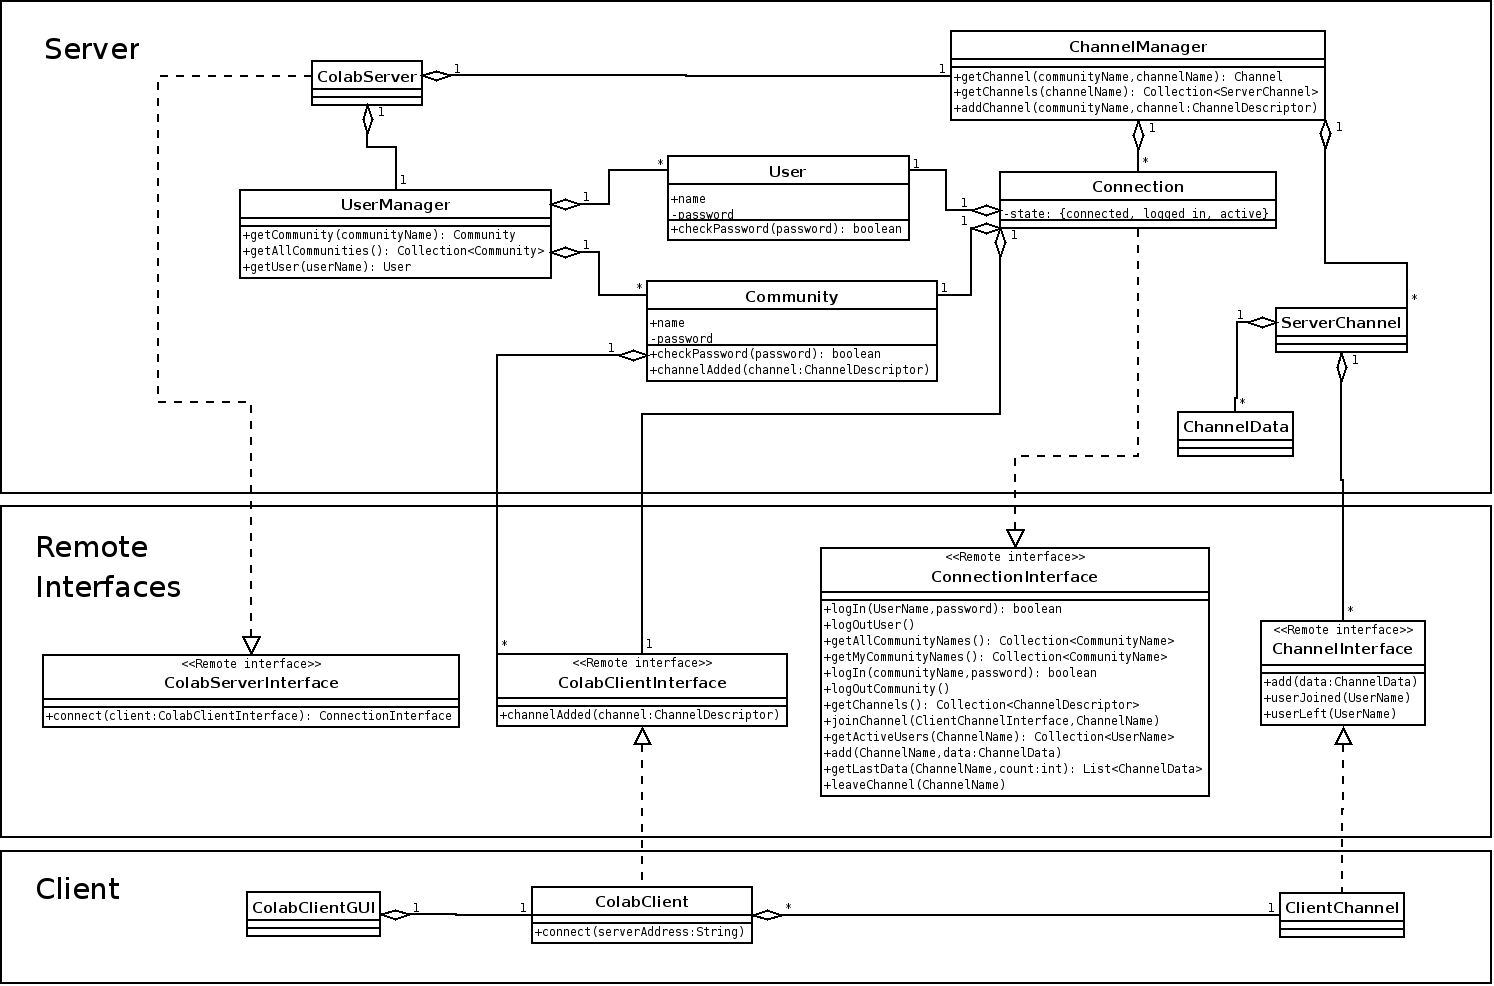 Server
ColabServer
1
1
1
1
ChannelManager
+getChannel(communityName,channelName): Channel
+getChannels(channelName): Collection<ServerChannel>
+addChannel(communityName,channel:ChannelDescriptor)
1
*
1
*
UserManager
+getCommunity(communityName): Community
+getAllCommunities(): Collection<Community>
+getUser(userName): User
1
*
1
*
User
+name
-password
+checkPassword(password): boolean
1
1
Connection
-state: {connected, logged in, active}
1
1
Community
+name
-password
+checkPassword(password): boolean
+channelAdded(channel:ChannelDescriptor)
1
1
ServerChannel
1
*
1
ChannelData
Remote
Interfaces
<<Remote interface>>
ColabServerInterface
+connect(client:ColabClientInterface): ConnectionInterface
*
1
<<Remote interface>>
ColabClientInterface
+channelAdded(channel:ChannelDescriptor)
<<Remote interface>>
ConnectionInterface
+logIn(UserName,password): boolean
+logOutUser()
+getAllCommunityNames(): Collection<CommunityName>
+getMyCommunityNames(): Collection<CommunityName>
+logIn(communityName,password): boolean
+logOutCommunity()
+getChannels(): Collection<ChannelDescriptor>
+joinChannel(ClientChannelInterface,ChannelName)
+getActiveUsers(ChannelName): Collection<UserName>
+add(ChannelName,data:ChannelData)
+getLastData(ChannelName,count:int): List<ChannelData>
+leaveChannel(ChannelName)
*
<<Remote interface>>
ChannelInterface
+add(data:ChannelData)
+userJoined(UserName)
+userLeft(UserName)
Client
ColabClientGUI
1
1
ColabClient
+connect(serverAddress:String)
*
1
ClientChannel